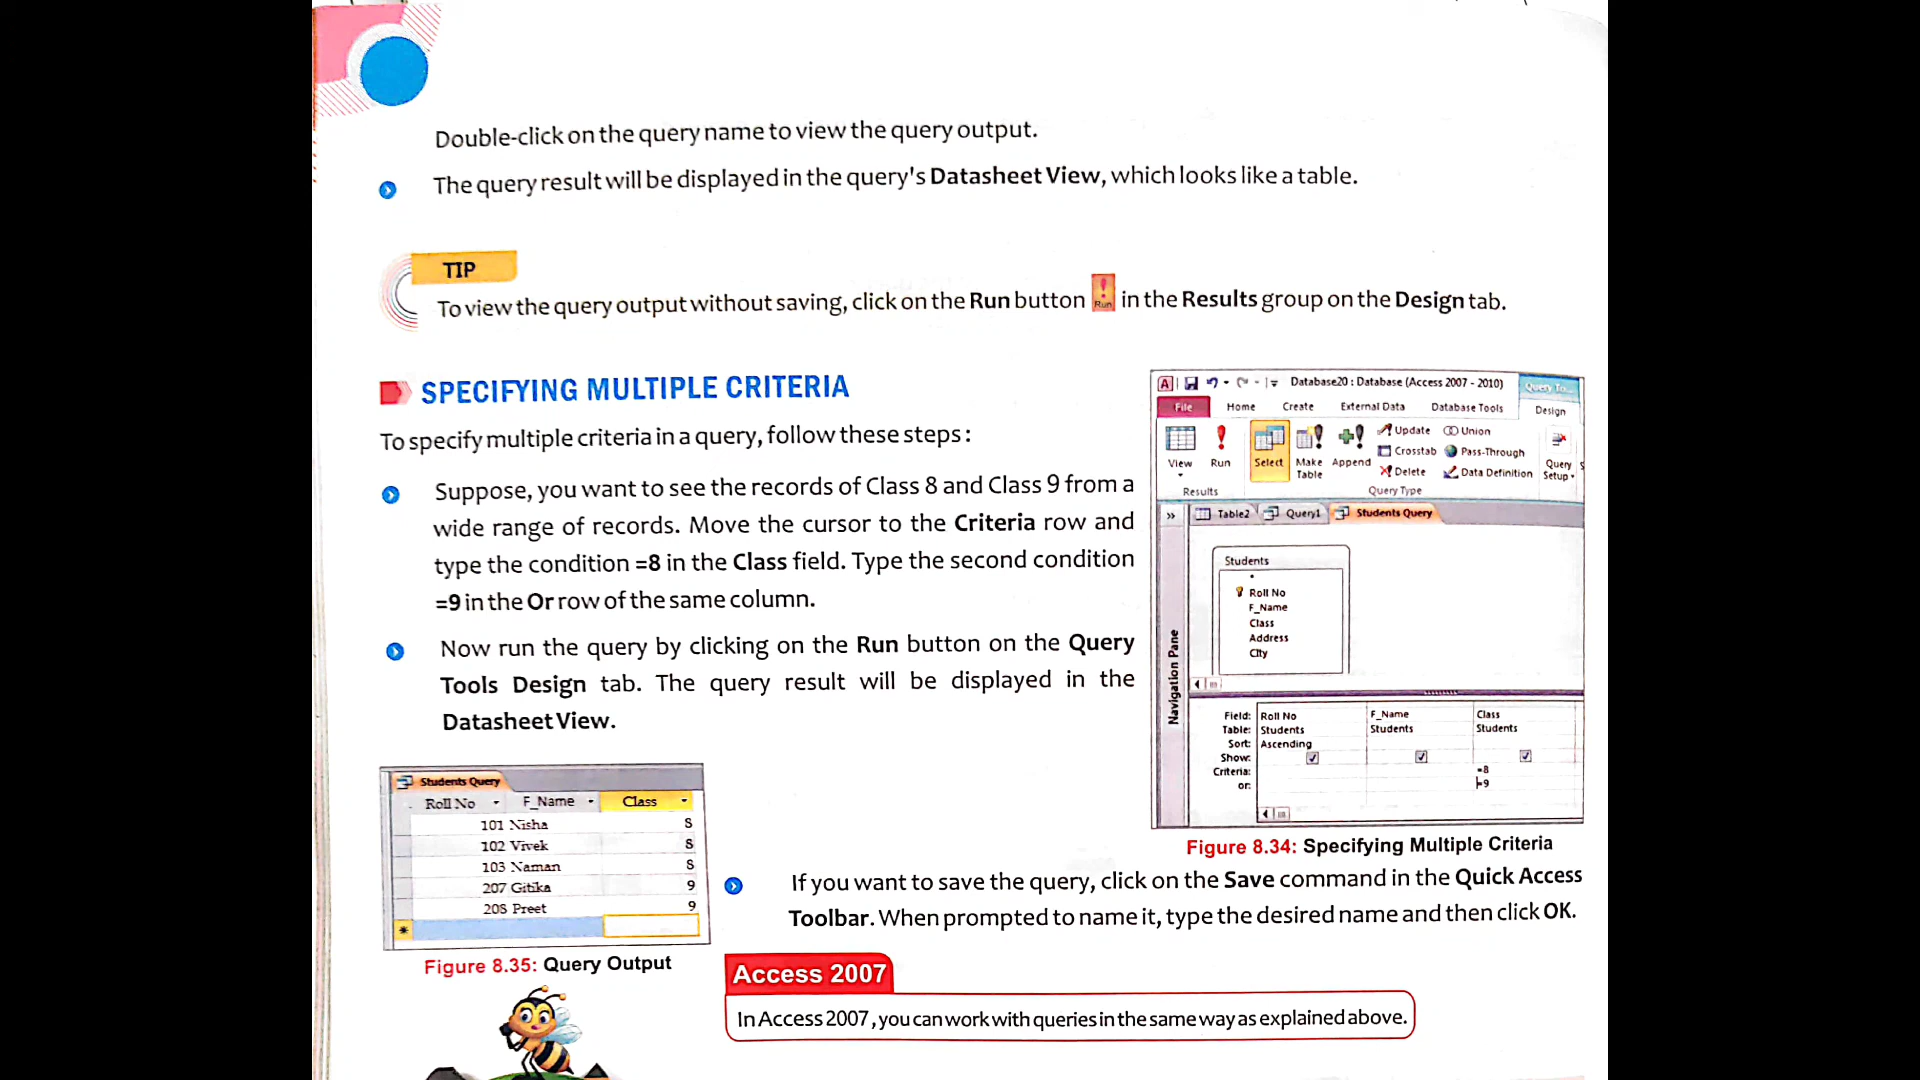 Double-click on the query name to view the query output.
The query result will be displayed in the query's Datasheet View, which looks like a table.
TIP
To view the query output without saving, click on the Run button Run in the Results group on the Design tab.
SPECIFYING MULTIPLE CRITERIA
To specify multiple criteria in a query, follow these steps:
Suppose, you want to see the records of Class 8 and Class 9 from a
wide range of records. Move the cursor to the Criteria row and
type the condition =8 in the Class field. Type the second condition
=9 in the Or row of the same column.
Now run the query by clicking on the Run button on the Query
Tools Design tab. The query result will be displayed in the
Datasheet View.
Database20 : Database (Access 2007 - 2010) Query To...
File Home Create External Data Database Tools Design
View Run Select Make Table Append Update Crosstab Delete Union Pass-Through Data Definition Query Setup
Results Query Type
Table2 Query1 Students Query
Navigation Pane
Students
*
Roll No
F_Name
Class
Address
City
Field: Roll No F_Name Class
Table: Students Students Students
Sort: Ascending
Show:
Criteria: =8
or: =9
Figure 8.34: Specifying Multiple Criteria
Students Query
Roll No F_Name Class
101 Nisha 8
102 Vivek 8
103 Naman 8
207 Gitika 9
208 Preet 9
*
Figure 8.35: Query Output
If you want to save the query, click on the Save command in the Quick Access
Toolbar. When prompted to name it, type the desired name and then click OK.
Access 2007
In Access 2007, you can work with queries in the same way as explained above.